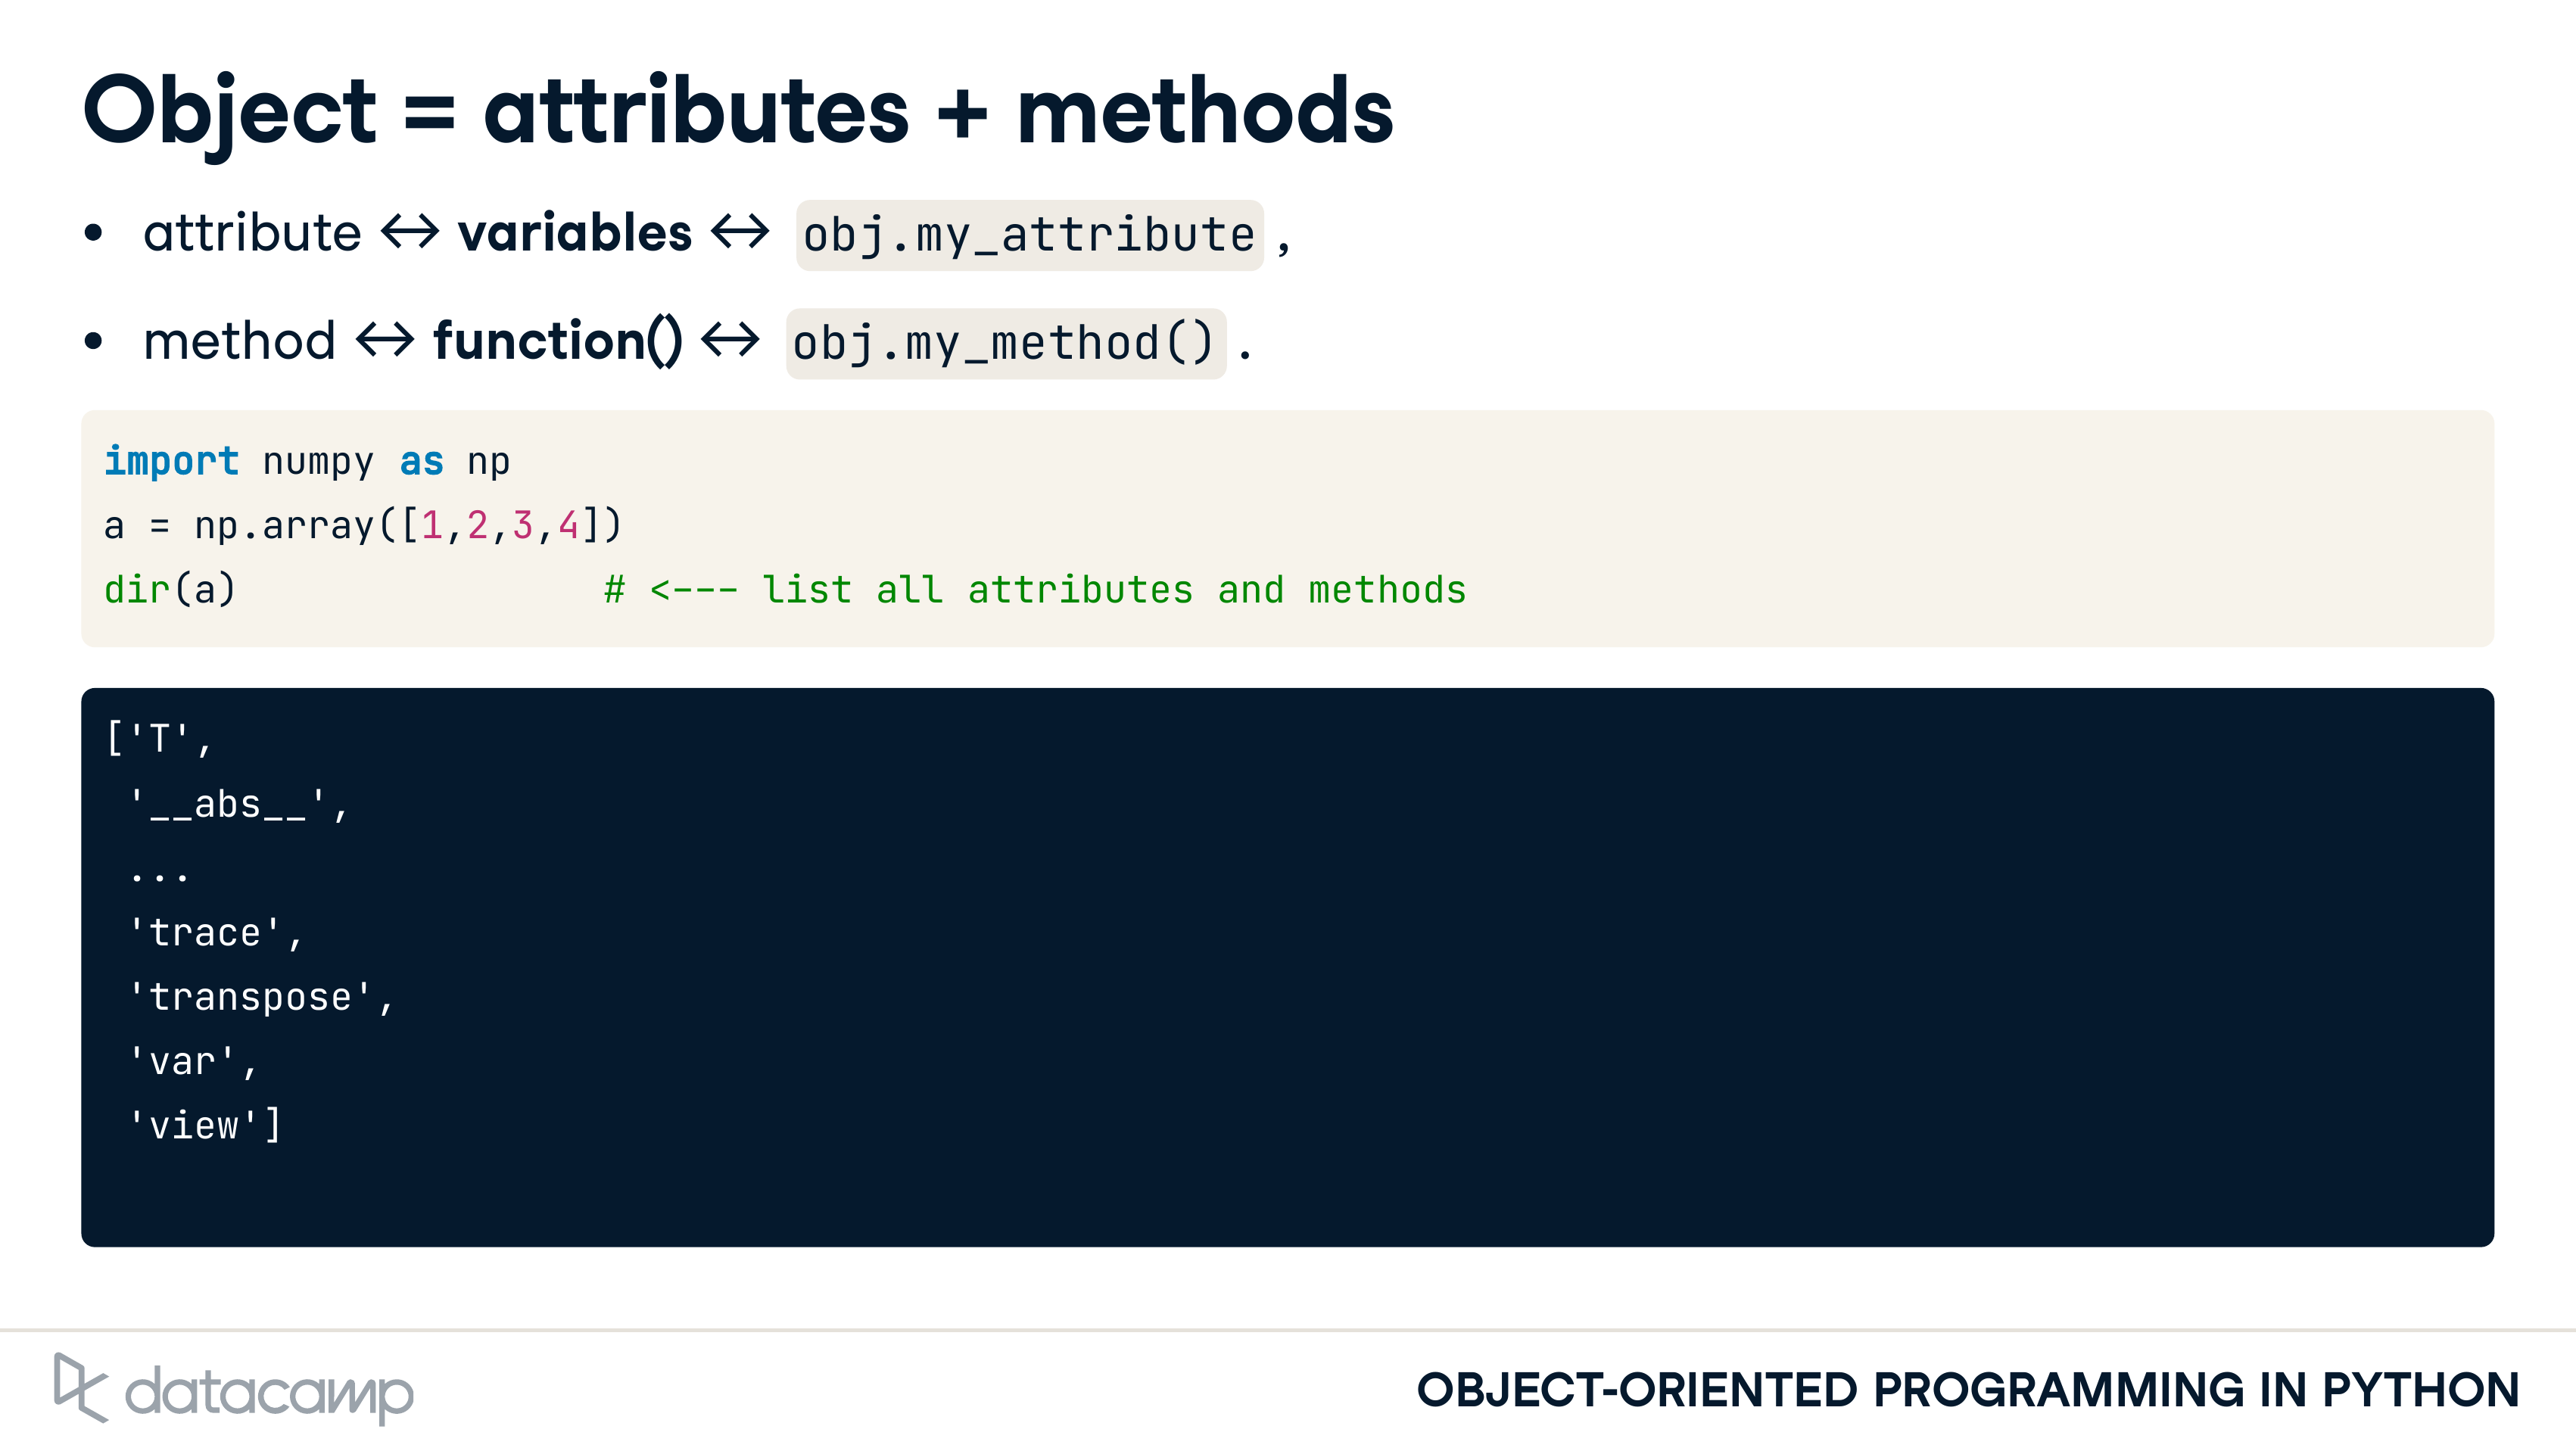 Object = attributes + methods
• attribute ↔ variables ↔ obj.my_attribute ,
• method ↔ function() ↔ obj.my_method() .
import numpy as np
a = np.array([1,2,3,4])
dir(a)                # <--- list all attributes and methods
['T',
 '__abs__',
 ...
 'trace',
 'transpose',
 'var',
 'view']
datacamp
OBJECT-ORIENTED PROGRAMMING IN PYTHON